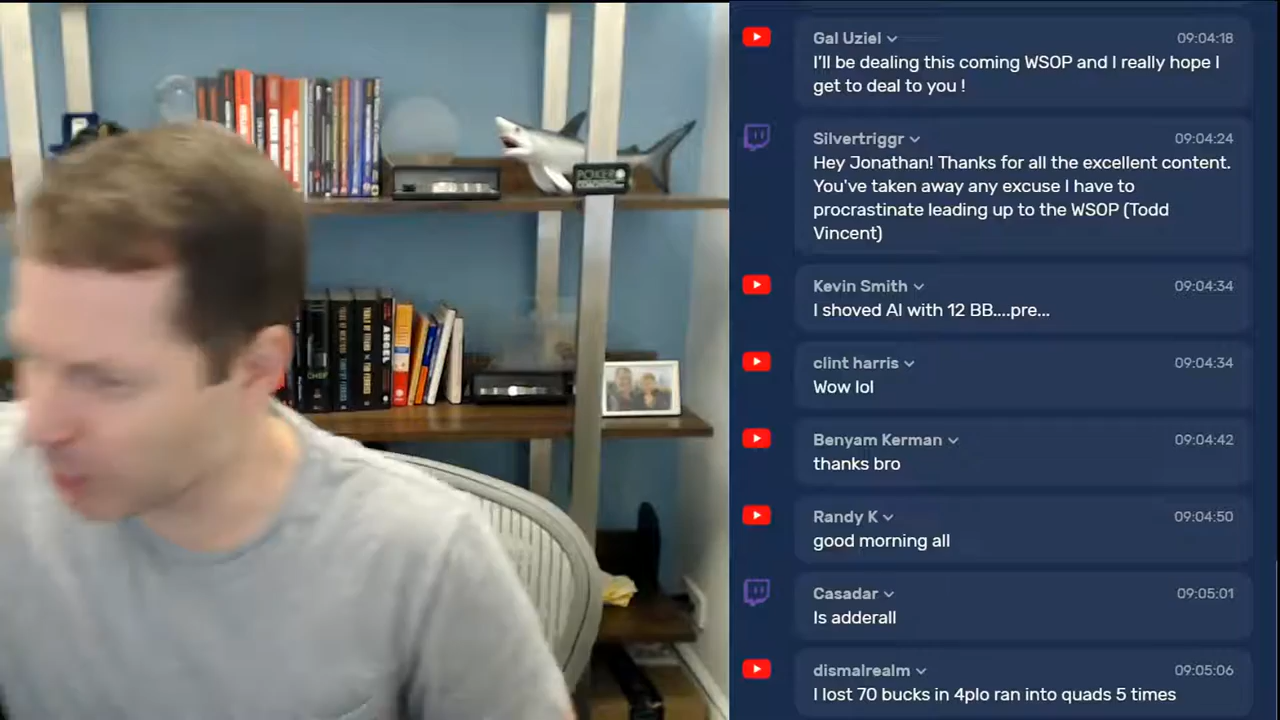 Gal Uziel
09:04:18
I'll be dealing this coming WSOP and I really hope I
get to deal to you !
Silvertriggr
09:04:24
Hey Jonathan! Thanks for all the excellent content.
You've taken away any excuse I have to
procrastinate leading up to the WSOP (Todd
Vincent)
Kevin Smith
09:04:34
I shoved AI with 12 BB....pre...
clint harris
09:04:34
Wow lol
Benyam Kerman
09:04:42
thanks bro
Randy K
09:04:50
good morning all
Casadar
09:05:01
Is adderall
dismalrealm
09:05:06
I lost 70 bucks in 4plo ran into quads 5 times
POKER
COACHING
ANGEL